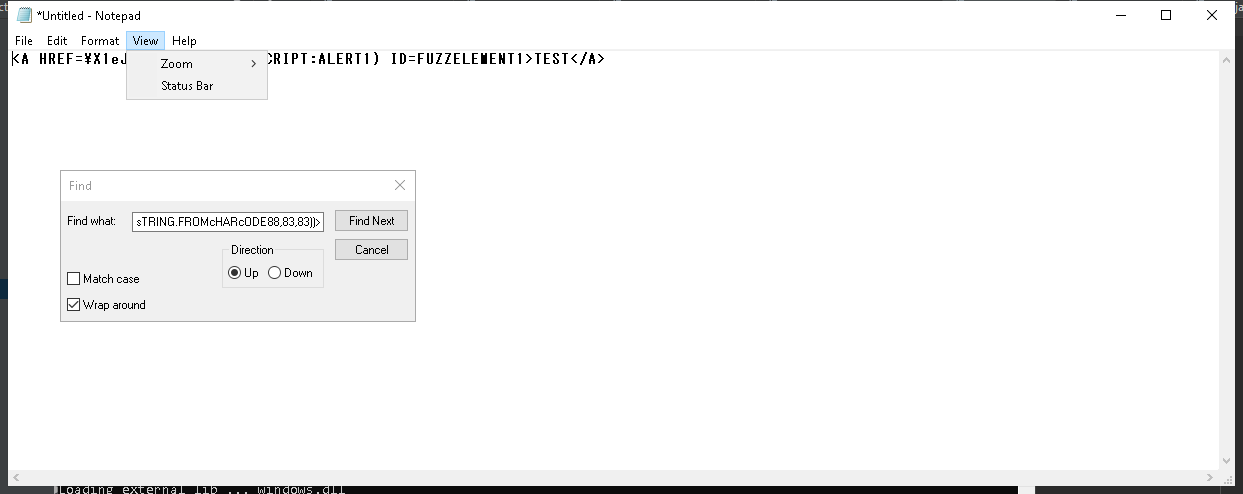 *Untitled - Notepad
File Edit Format View Help
<A HREF=¥X1eJ CRIPT:ALERT1) ID=FUZZELEMENT1>TEST</A>
Zoom >
Status Bar
Find
Find what: sTRING.FROMcHARcODE88,83,83))> Find Next
Direction Cancel
Up Down
Match case
Wrap around
Loading external lib ... windows.dll